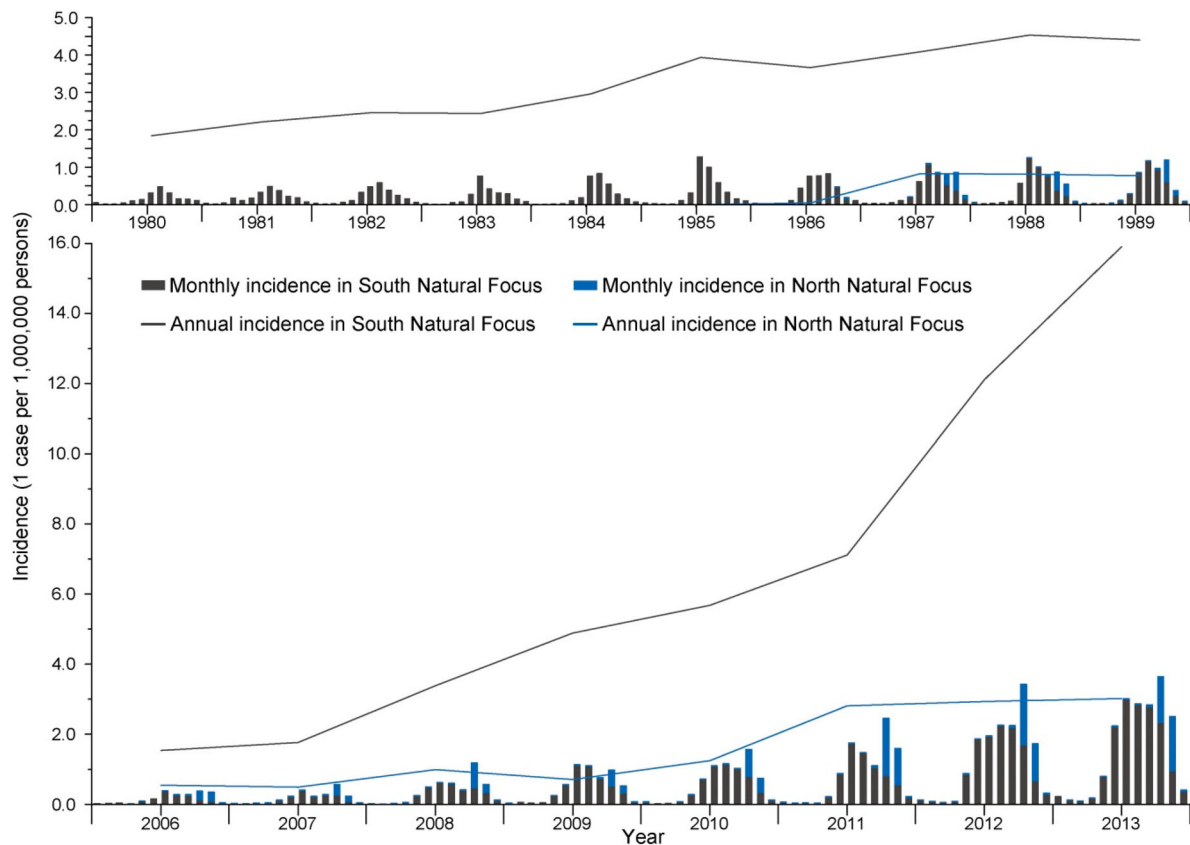 5.0
4.0
3.0
2.0
1.0
0.0
1980 1981 1982 1983 1984 1985 1986 1987 1988 1989
Incidence (1 case per 1,000,000 persons)
16.0
14.0
12.0
10.0
8.0
6.0
4.0
2.0
0.0
Monthly incidence in South Natural Focus
Monthly incidence in North Natural Focus
Annual incidence in South Natural Focus
Annual incidence in North Natural Focus
2006 2007 2008 2009 2010 2011 2012 2013
Year